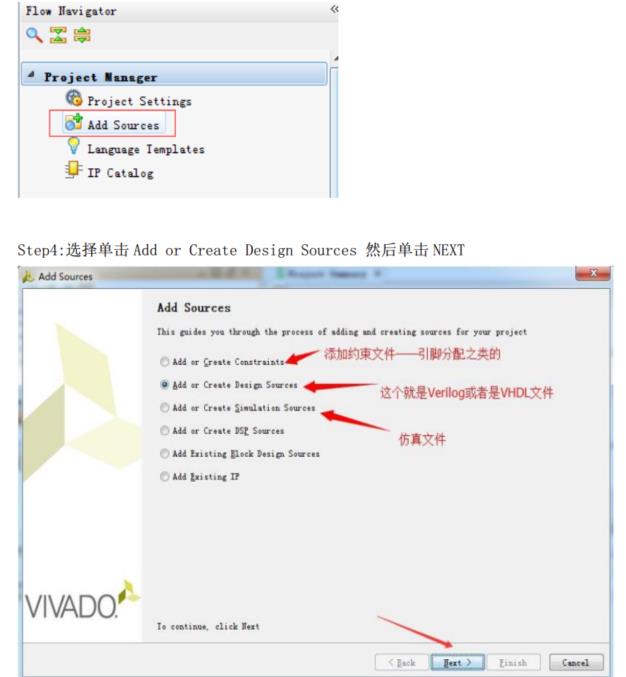 Flow Navigator
Project Manager
Project Settings
Add Sources
Language Templates
IP Catalog
Step4:选择单击 Add or Create Design Sources 然后单击 NEXT
Add Sources
Add Sources
This guides you through the process of adding and creating sources for your project
Add or Create Constraints
添加约束文件——引脚分配之类的
Add or Create Design Sources
这个就是Verilog或者是VHDL文件
Add or Create Simulation Sources
仿真文件
Add or Create DSP Sources
Add Existing Block Design Sources
Add Existing IP
VIVADO
To continue, click Next
< Back
Next >
Finish
Cancel